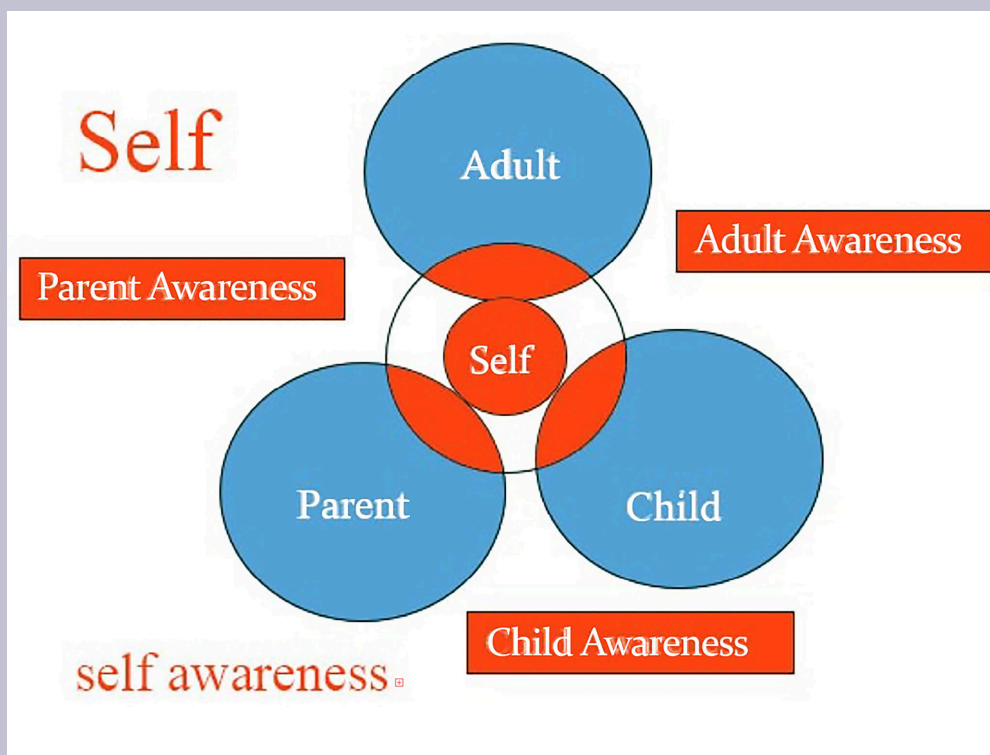 Self
Adult
Adult Awareness
Parent Awareness
Self
Parent
Child
Child Awareness
self awareness